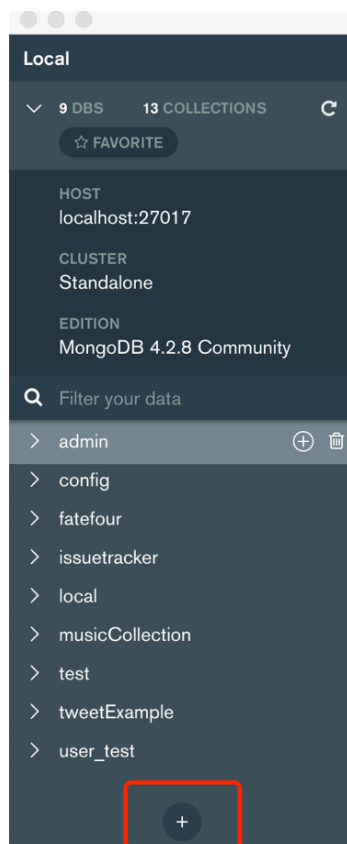 Local
9 DBS 13 COLLECTIONS
FAVORITE
HOST
localhost:27017
CLUSTER
Standalone
EDITION
MongoDB 4.2.8 Community
Filter your data
admin
config
fatefour
issuetracker
local
musicCollection
test
tweetExample
user_test